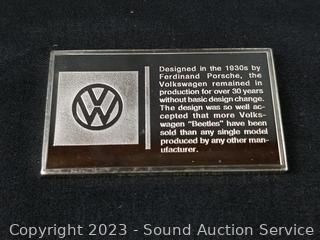 Designed in the 1930s by
Ferdinand Porsche, the
Volkswagen remained in
production for over 30 years
without basic design change.
The design was so well ac-
cepted that more Volks-
wagen "Beetles" have been
sold than any single model
produced by any other man-
ufacturer.
Copyright 2023 - Sound Auction Service